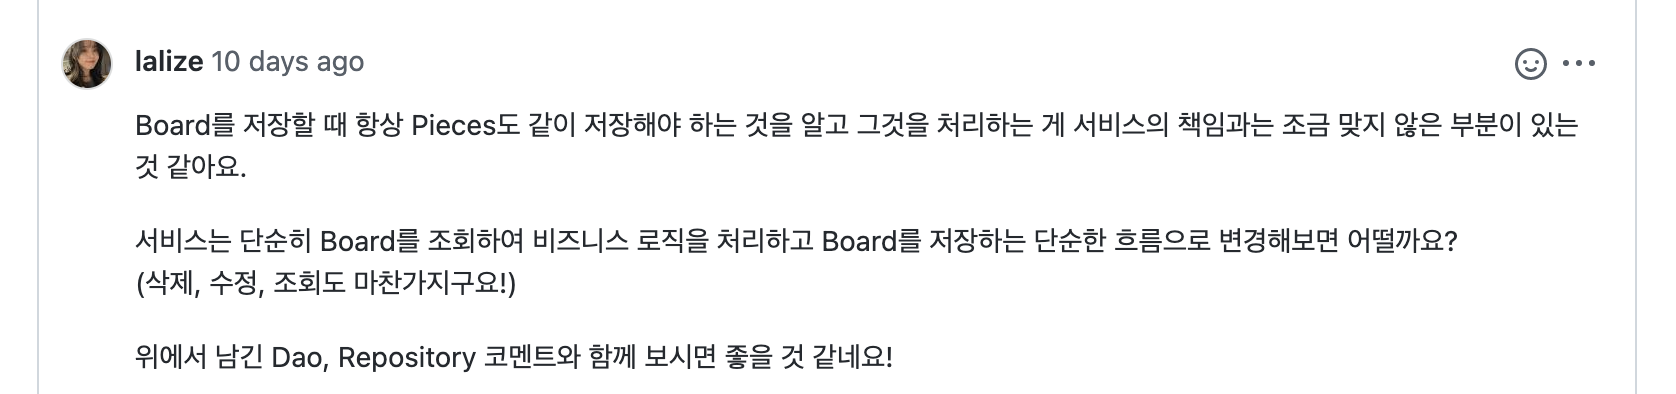 lalize 10 days ago
Board를 저장할 때 항상 Pieces도 같이 저장해야 하는 것을 알고 그것을 처리하는 게 서비스의 책임과는 조금 맞지 않은 부분이 있는
것 같아요.
서비스는 단순히 Board를 조회하여 비즈니스 로직을 처리하고 Board를 저장하는 단순한 흐름으로 변경해보면 어떨까요?
(삭제, 수정, 조회도 마찬가지구요!)
위에서 남긴 Dao, Repository 코멘트와 함께 보시면 좋을 것 같네요!